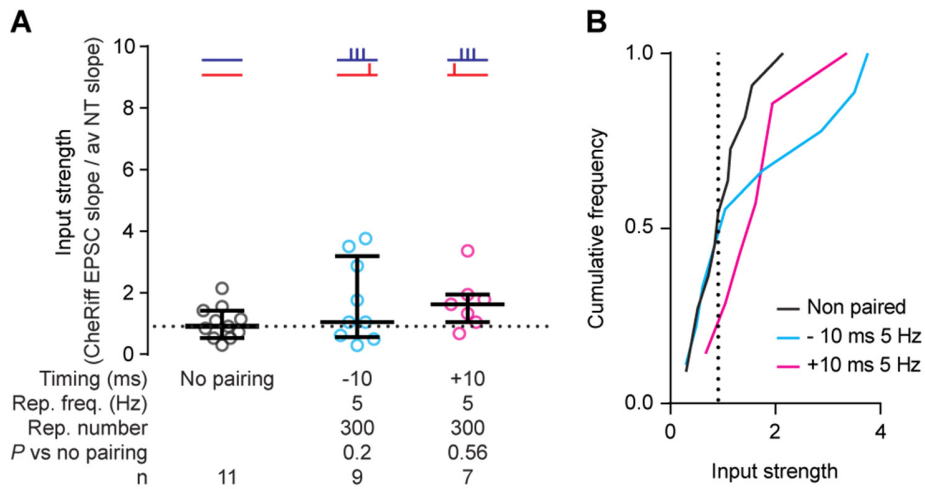 A
Input strength
(CheRiff EPSC slope / av NT slope)
10
8
6
4
2
0
Timing (ms) No pairing -10 +10
Rep. freq. (Hz) 5 5
Rep. number 300 300
P vs no pairing 0.2 0.56
n 11 9 7
B
Cumulative frequency
1.0
0.5
0.0
Non paired
- 10 ms 5 Hz
+10 ms 5 Hz
0 2 4
Input strength